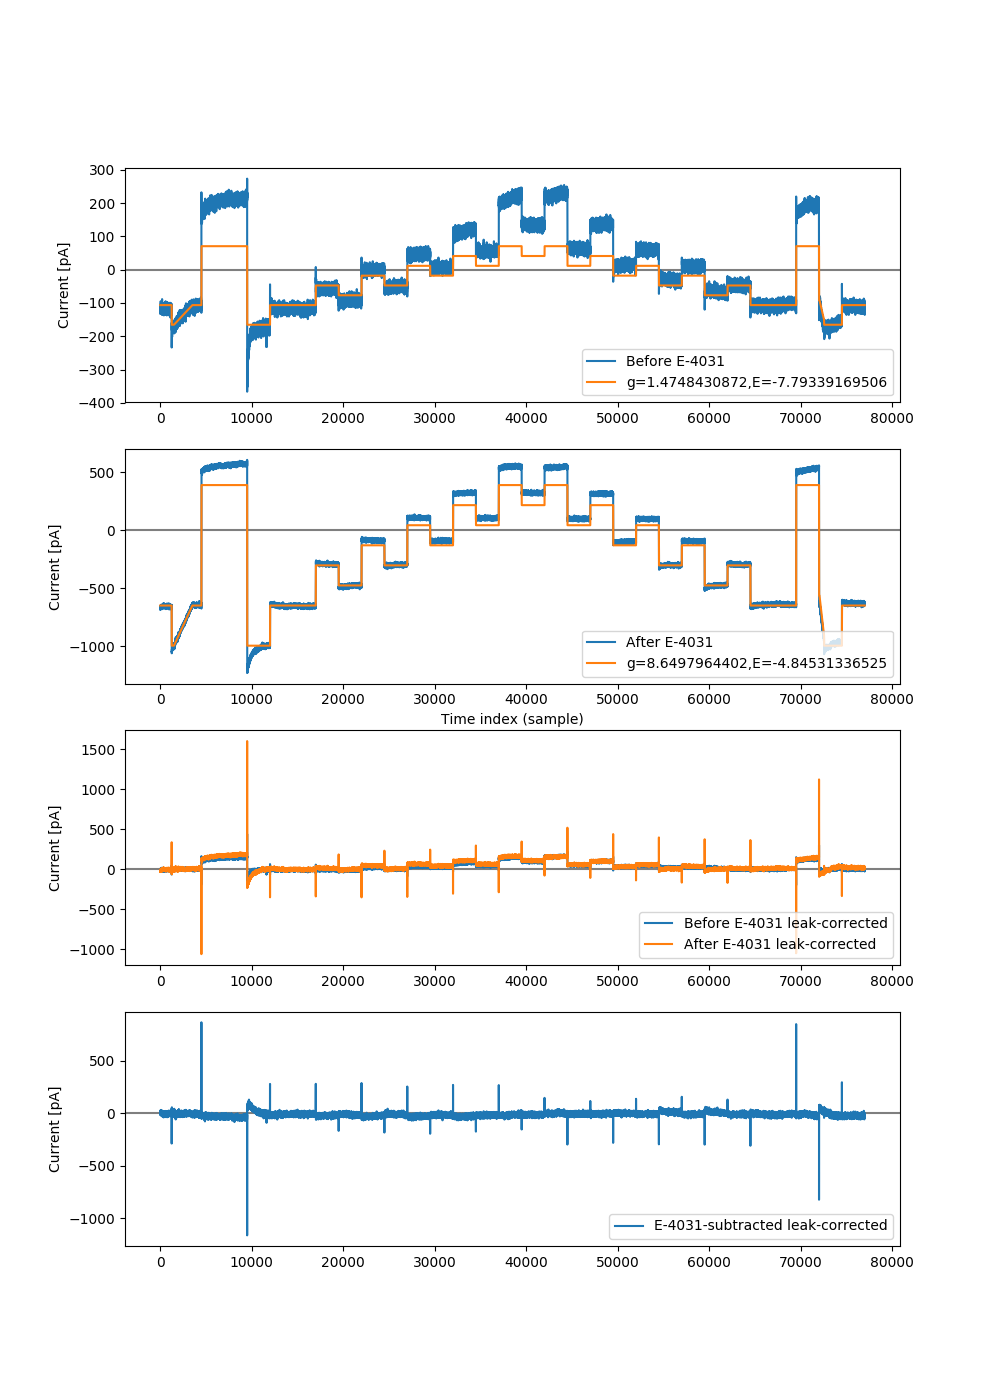 300
200
100
0
−100
−200
−300
−400
Current [pA]
Before E-4031
g=1.4748430872,E=-7.79339169506
0 10000 20000 30000 40000 50000 60000 70000 80000
500
0
−500
−1000
Current [pA]
After E-4031
g=8.6497964402,E=-4.84531336525
0 10000 20000 30000 40000 50000 60000 70000 80000
Time index (sample)
1500
1000
500
0
−500
−1000
Current [pA]
Before E-4031 leak-corrected
After E-4031 leak-corrected
0 10000 20000 30000 40000 50000 60000 70000 80000
500
0
−500
−1000
Current [pA]
E-4031-subtracted leak-corrected
0 10000 20000 30000 40000 50000 60000 70000 80000